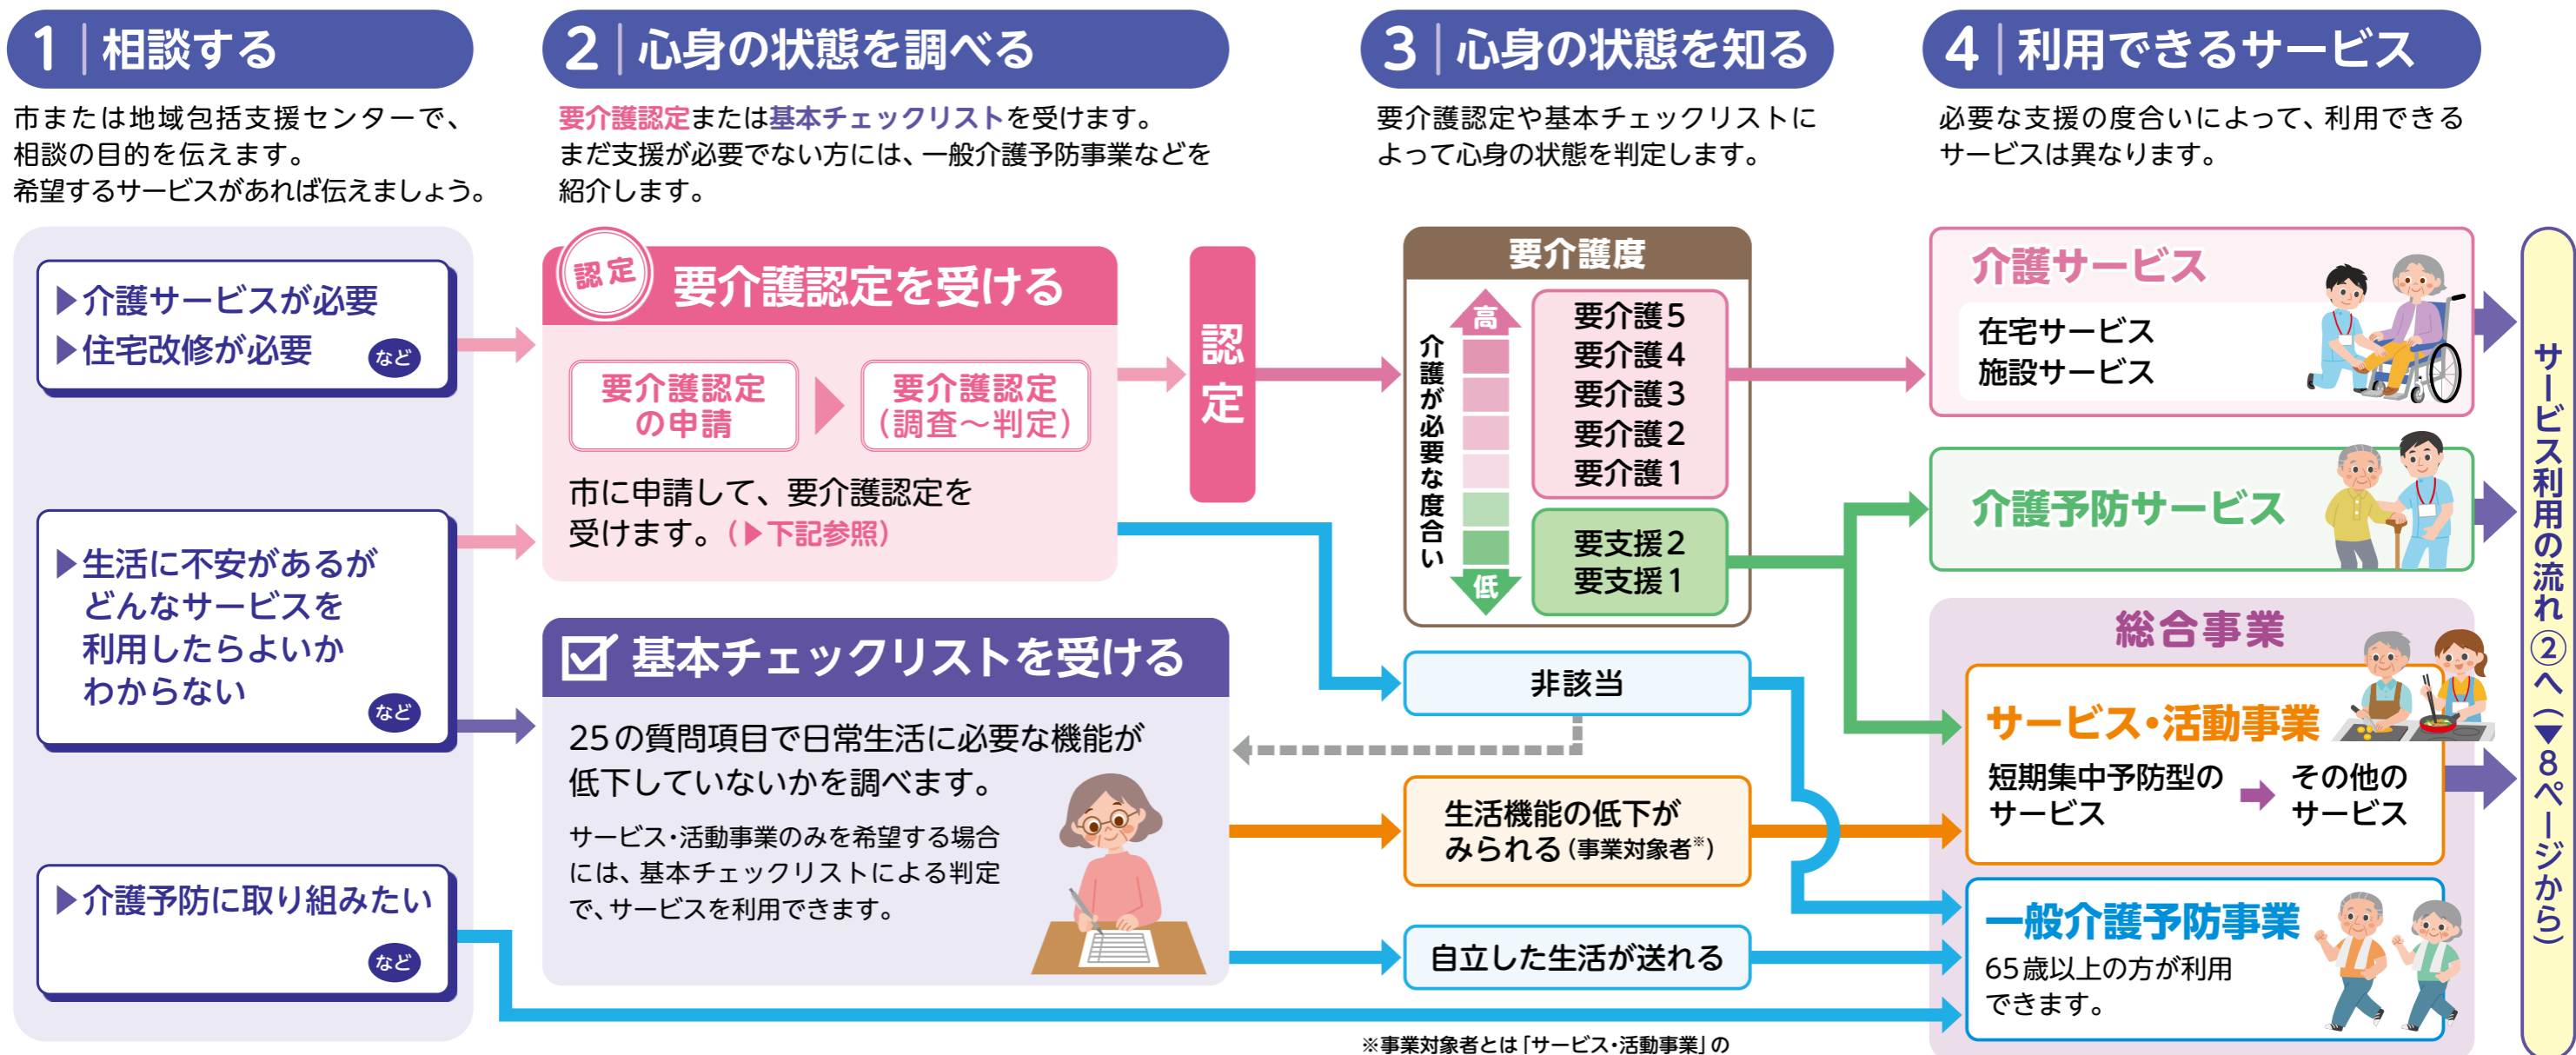 1 相談する
市または地域包括支援センターで、
相談の目的を伝えます。
希望するサービスがあれば伝えましょう。
▶介護サービスが必要
▶住宅改修が必要
など
▶生活に不安があるが
どんなサービスを
利用したらよいか
わからない
など
▶介護予防に取り組みたい
など
2 心身の状態を調べる
要介護認定または基本チェックリストを受けます。
まだ支援が必要でない方には、一般介護予防事業などを
紹介します。
認定
要介護認定を受ける
要介護認定
の申請
要介護認定
(調査～判定)
市に申請して、要介護認定を
受けます。(▶下記参照)
認定
基本チェックリストを受ける
25の質問項目で日常生活に必要な機能が
低下していないかを調べます。
サービス・活動事業のみを希望する場合
には、基本チェックリストによる判定
で、サービスを利用できます。
3 心身の状態を知る
要介護認定や基本チェックリストに
よって心身の状態を判定します。
要介護度
介護が必要な度合い
高
低
要介護5
要介護4
要介護3
要介護2
要介護1
要支援2
要支援1
非該当
生活機能の低下が
みられる(事業対象者※)
自立した生活が送れる
※事業対象者とは「サービス・活動事業」の
4 利用できるサービス
必要な支援の度合いによって、利用できる
サービスは異なります。
介護サービス
在宅サービス
施設サービス
介護予防サービス
総合事業
サービス・活動事業
短期集中予防型の
サービス
その他の
サービス
一般介護予防事業
65歳以上の方が利用
できます。
サービス利用の流れ②へ(▼8ページから)